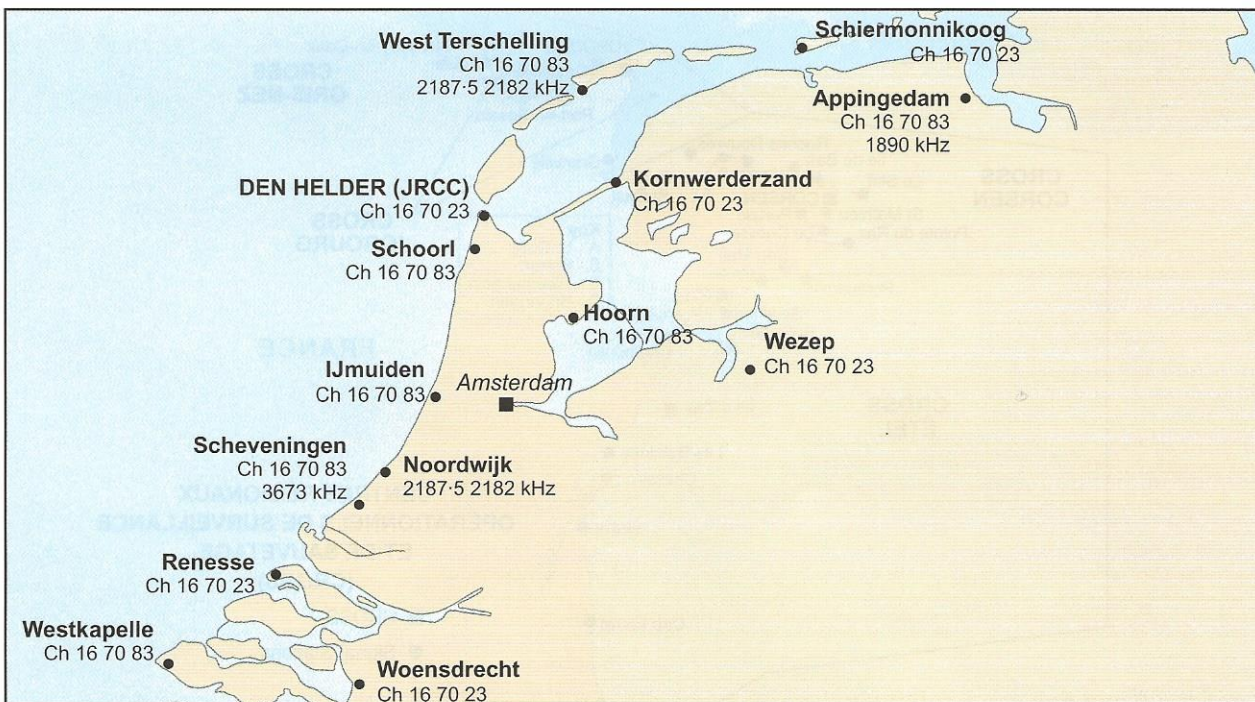 West Terschelling
Ch 16 70 83
2187·5 2182 kHz
Schiermonnikoog
Ch 16 70 23
Appingedam
Ch 16 70 83
1890 kHz
DEN HELDER (JRCC)
Ch 16 70 23
Kornwerderzand
Ch 16 70 23
Schoorl
Ch 16 70 83
Hoorn
Ch 16 70 83
Wezep
Ch 16 70 23
IJmuiden
Ch 16 70 83
Amsterdam
Scheveningen
Ch 16 70 83
3673 kHz
Noordwijk
2187·5 2182 kHz
Renesse
Ch 16 70 23
Westkapelle
Ch 16 70 83
Woensdrecht
Ch 16 70 23